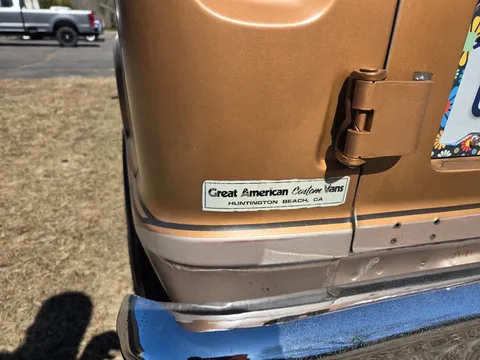 Great American Custom Vans
HUNTINGTON BEACH, CA